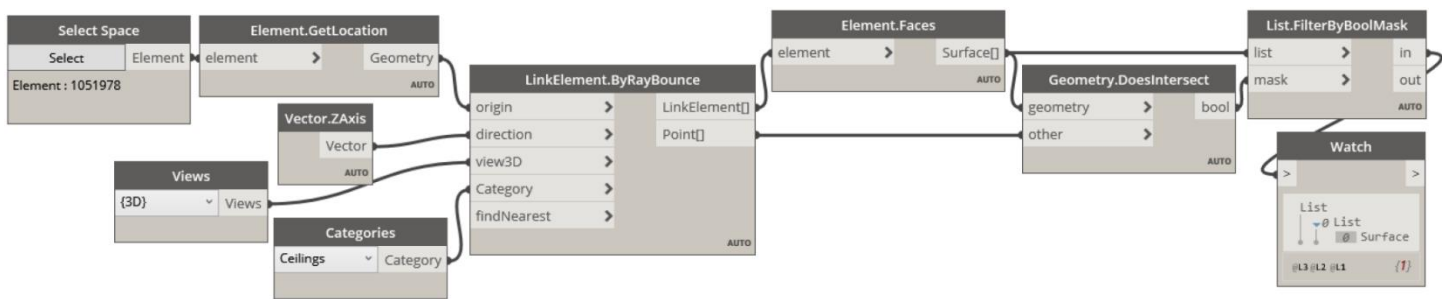 Select Space
Select
Element
Element : 1051978
Element.GetLocation
element
>
Geometry
AUTO
Vector.ZAxis
Vector
AUTO
Views
{3D}
Views
Categories
Ceilings
Category
LinkElement.ByRayBounce
origin
>
LinkElement[]
direction
>
Point[]
view3D
>
Category
>
findNearest
>
AUTO
Element.Faces
element
>
Surface[]
AUTO
Geometry.DoesIntersect
geometry
>
bool
other
>
AUTO
List.FilterByBoolMask
list
>
in
mask
>
out
AUTO
Watch
>
>
List
0 List
0 Surface
@L3 @L2 @L1
{1}